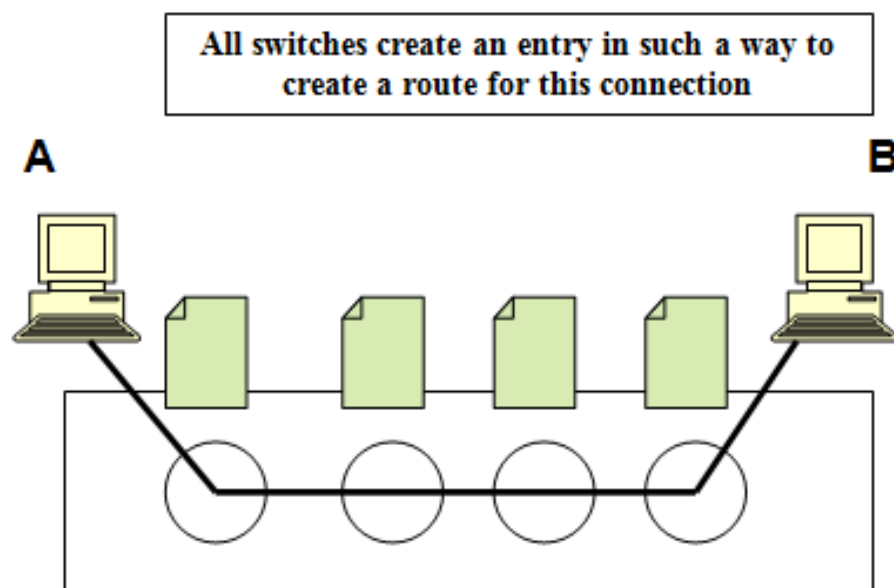 All switches create an entry in such a way to
create a route for this connection
A
B